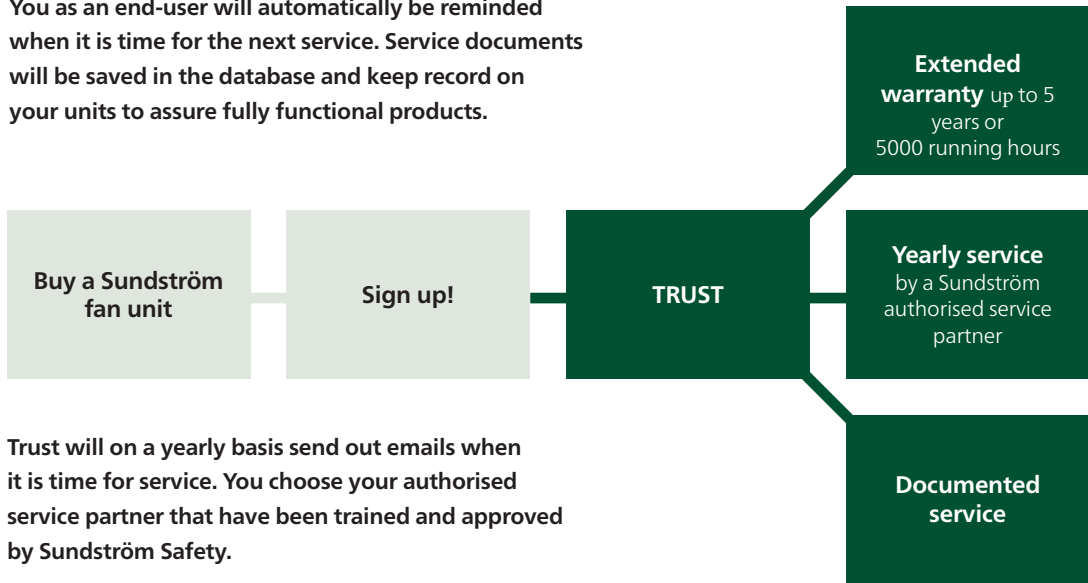 You as an end-user will automatically be reminded
when it is time for the next service. Service documents
will be saved in the database and keep record on
your units to assure fully functional products.
Extended
warranty up to 5
years or
5000 running hours
Buy a Sundström
fan unit
Sign up!
TRUST
Yearly service
by a Sundström
authorised service
partner
Trust will on a yearly basis send out emails when
it is time for service. You choose your authorised
service partner that have been trained and approved
by Sundström Safety.
Documented
service